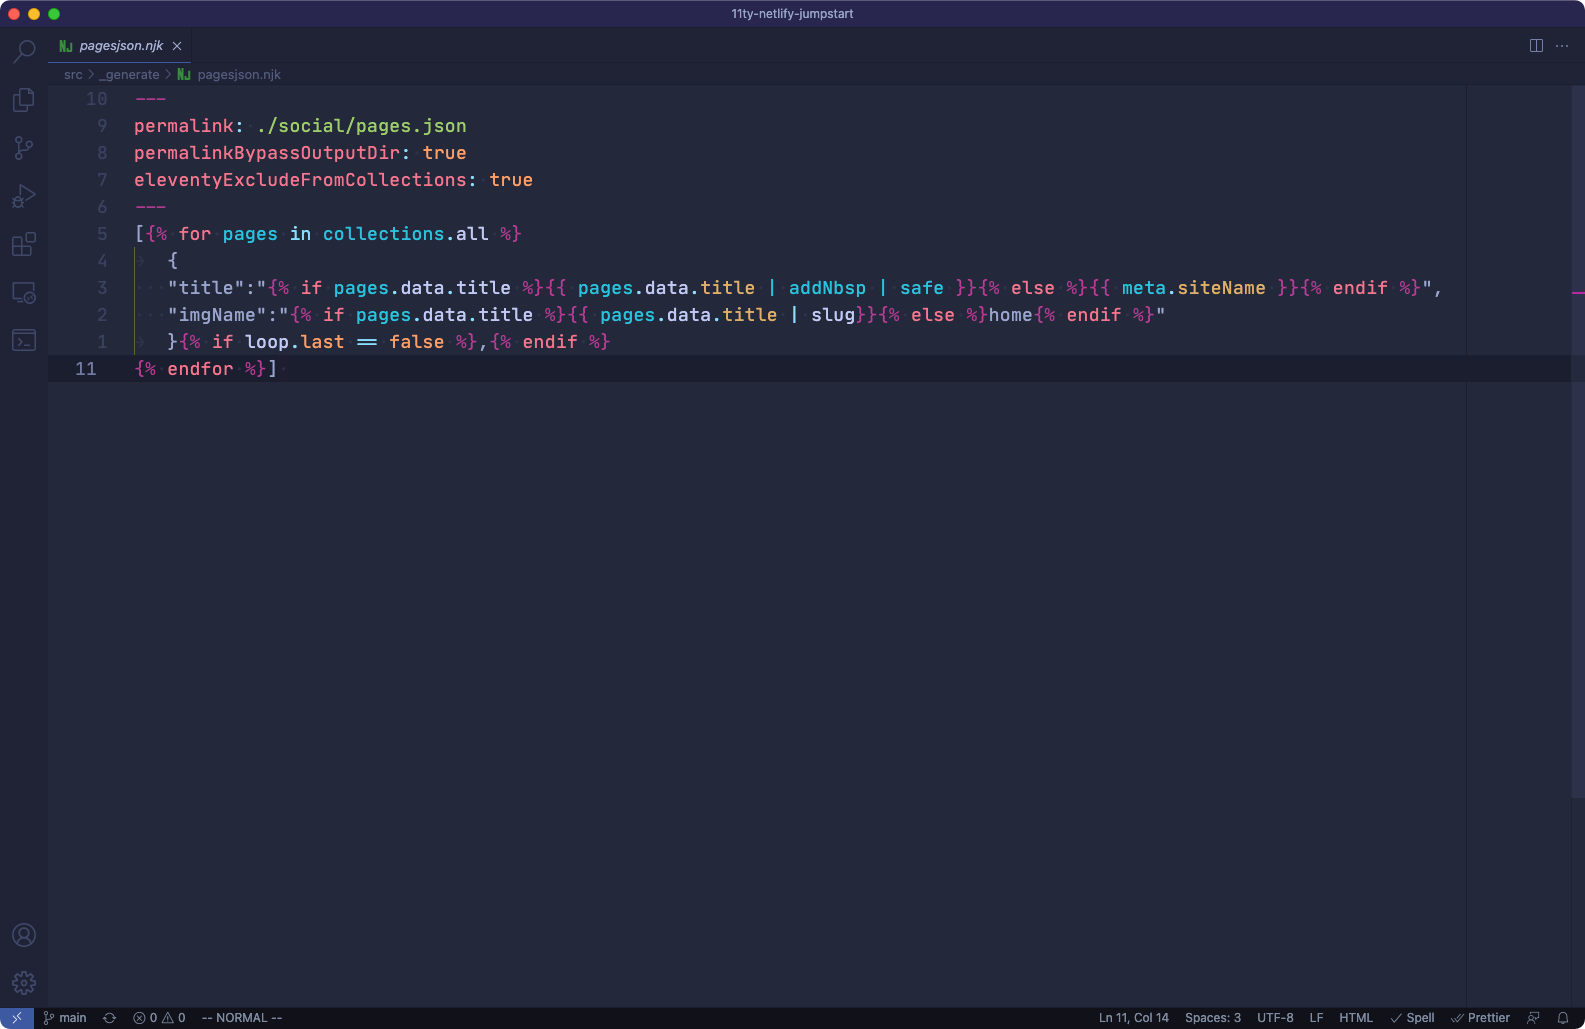 11ty-netlify-jumpstart
NJ pagesjson.njk
src > _generate > NJ pagesjson.njk
10 ---
9 permalink: ./social/pages.json
8 permalinkBypassOutputDir: true
7 eleventyExcludeFromCollections: true
6 ---
5 [{% for pages in collections.all %}
4 {
3 "title":"{% if pages.data.title %}{{ pages.data.title | addNbsp | safe }}{% else %}{{ meta.siteName }}{% endif %}",
2 "imgName":"{% if pages.data.title %}{{ pages.data.title | slug}}{% else %}home{% endif %}"
1 }{% if loop.last == false %},{% endif %}
11 {% endfor %}]
main 0 0 -- NORMAL -- Ln 11, Col 14 Spaces: 3 UTF-8 LF HTML Spell Prettier